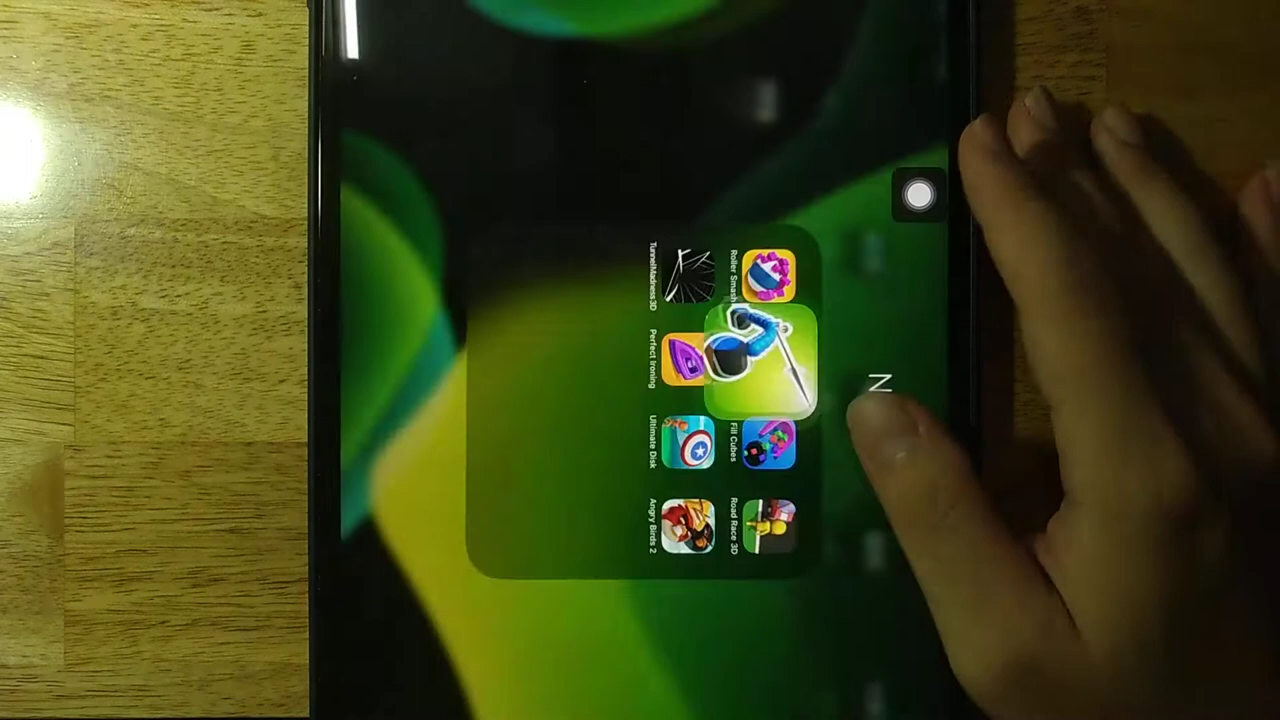 N
Roller Smash
Fill Cubes
Road Race 3D
TunnelMadness3D
Perfect Ironing
Ultimate Disk
Angry Birds 2